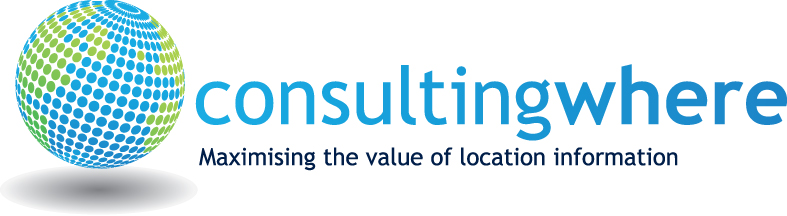 consultingwhere
Maximising the value of location information